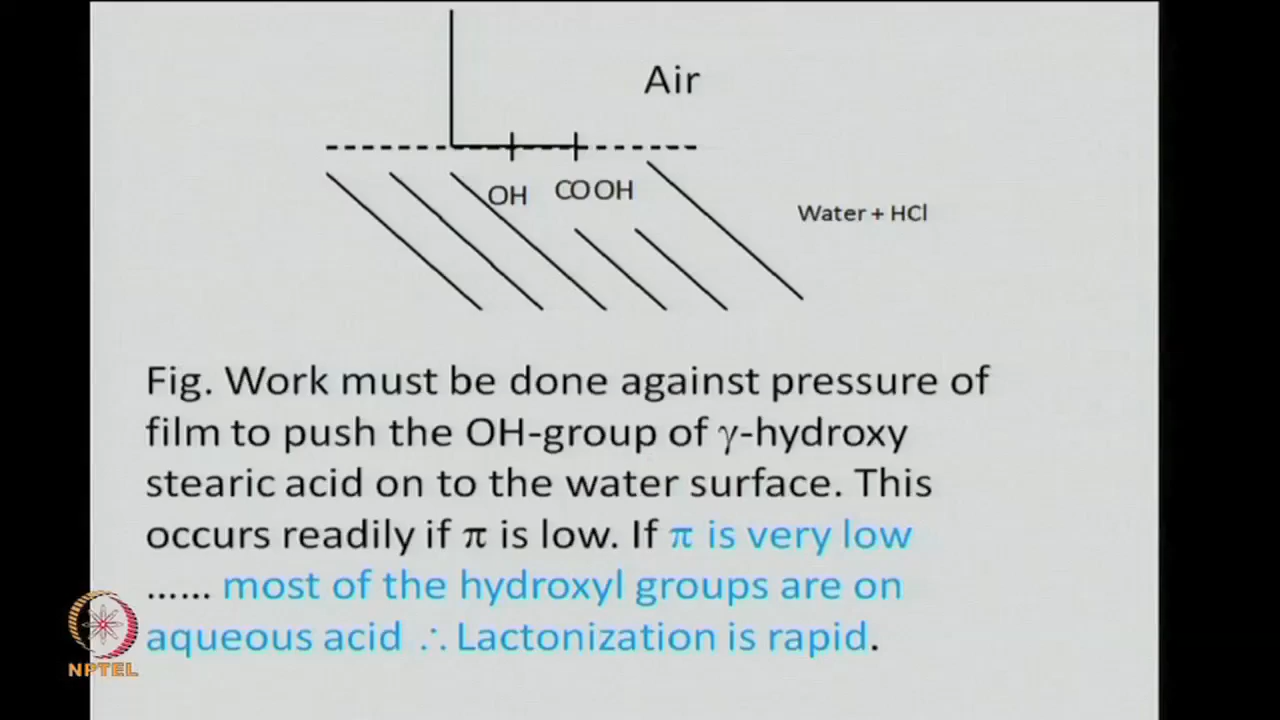 Air
OH COOH
Water + HCl
Fig. Work must be done against pressure of
film to push the OH-group of γ-hydroxy
stearic acid on to the water surface. This
occurs readily if π is low. If π is very low
...... most of the hydroxyl groups are on
aqueous acid ∴ Lactonization is rapid.
NPTEL